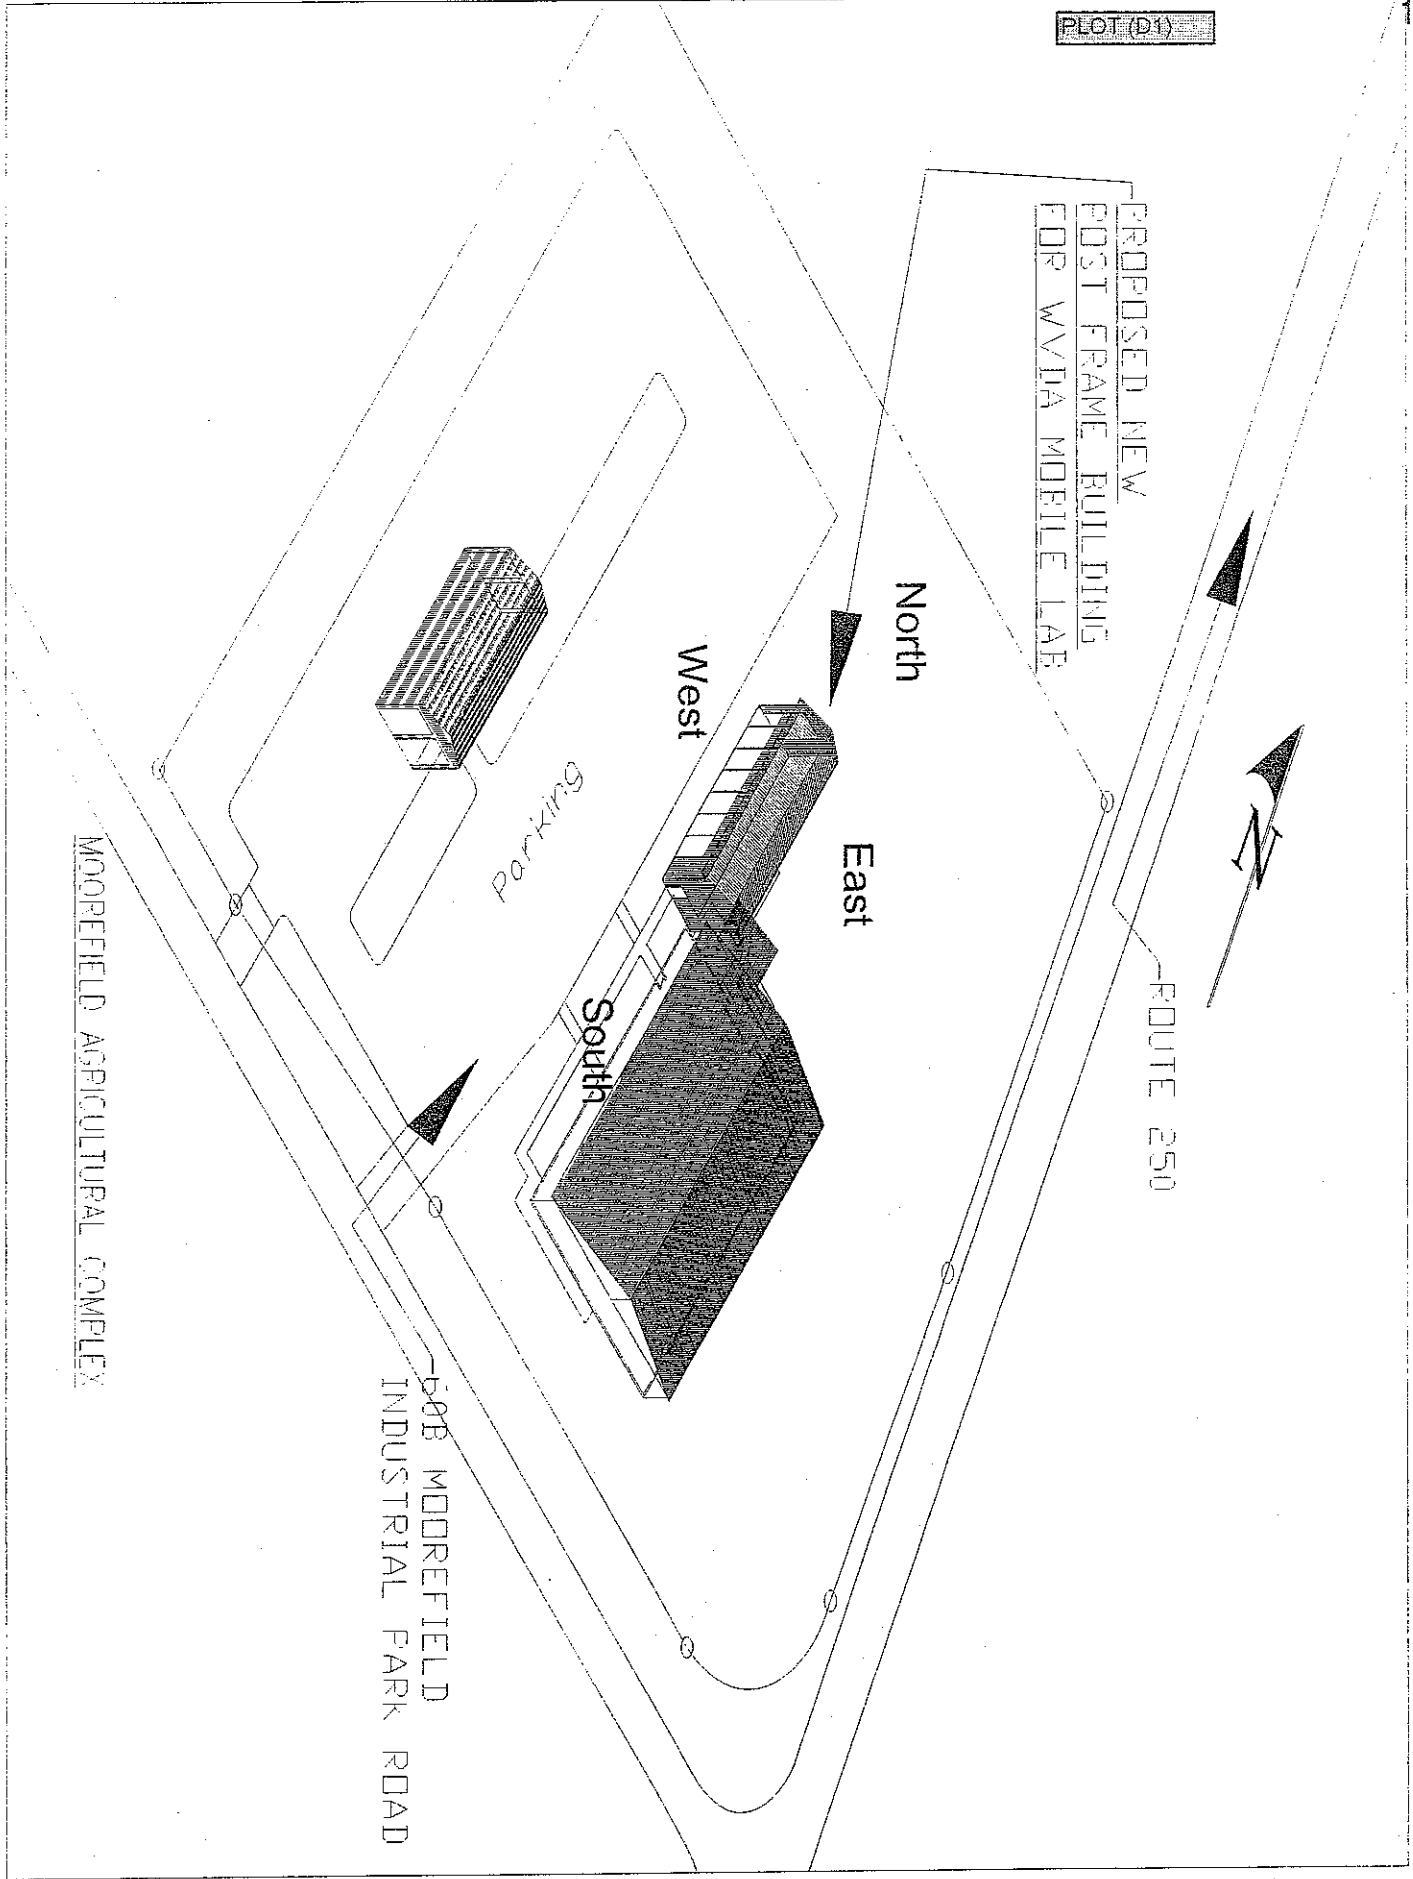 PLOT (D1)
1
PROPOSED NEW
POST FRAME BUILDING
FOR WVDA MOBILE LAB
North
West
East
South
N
ROUTE 250
Parking
60B MOOREFIELD
INDUSTRIAL PARK ROAD
MOOREFIELD AGRICULTURAL COMPLEX